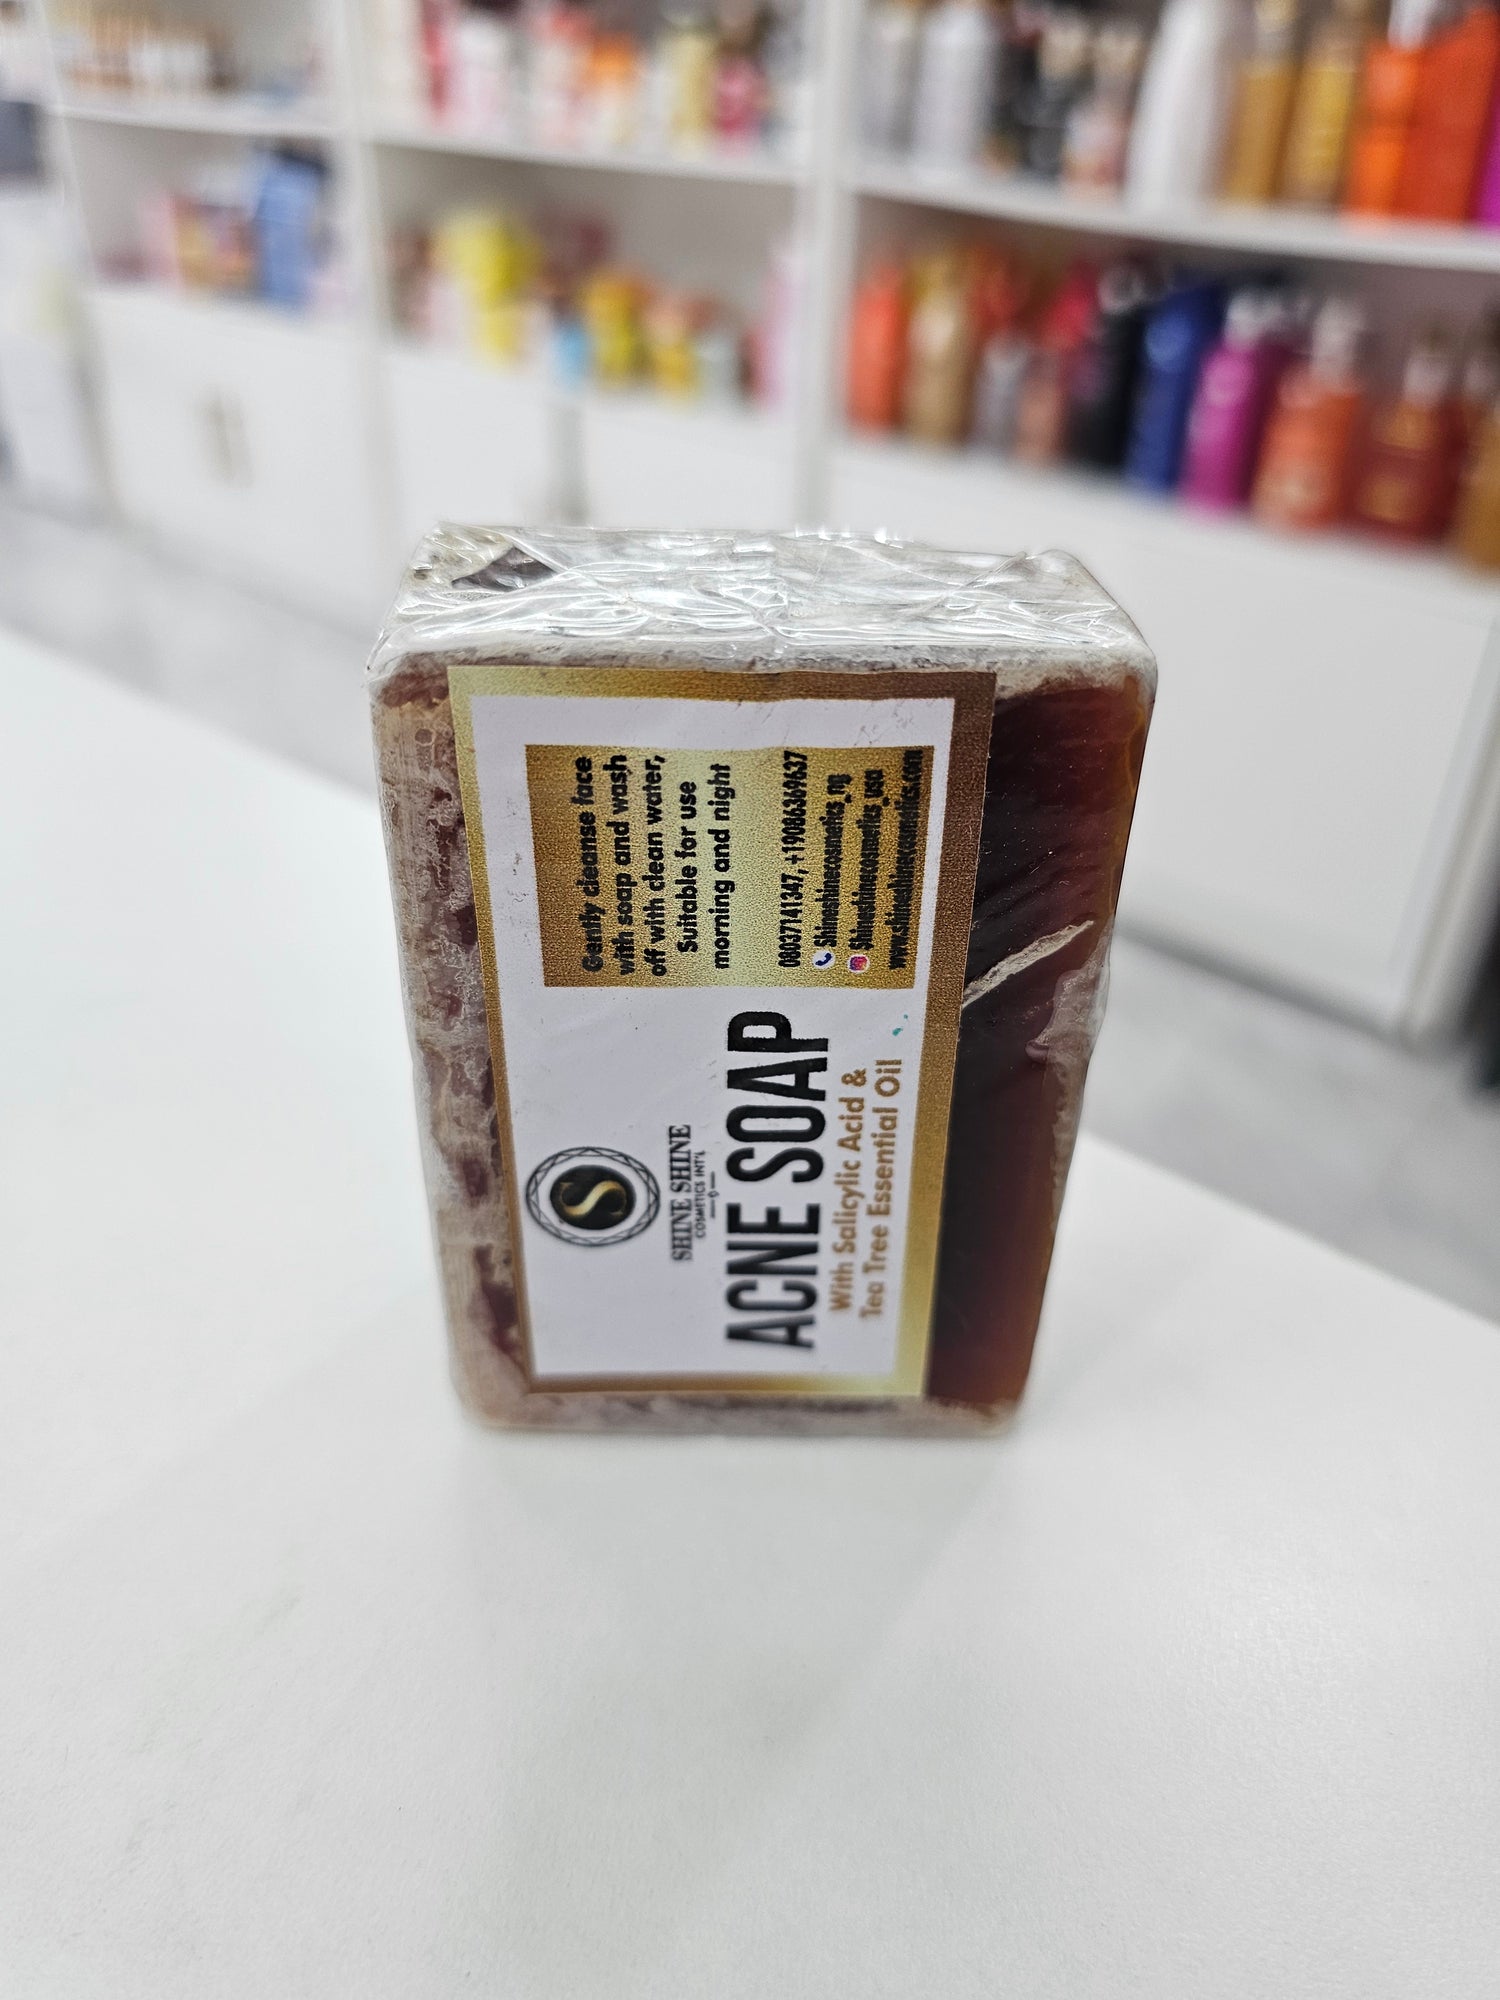 S
SHINE SHINE
COSMETICS INT'L
ACNE SOAP
With Salicylic Acid &
Tea Tree Essential Oil
Gently cleanse face
with soap and wash
off with clean water,
Suitable for use
morning and night
08037141347, +19086369637
Shineshinecosmetics_ng
Shineshinecosmetics_usa
www.shineshinecosmetics.com